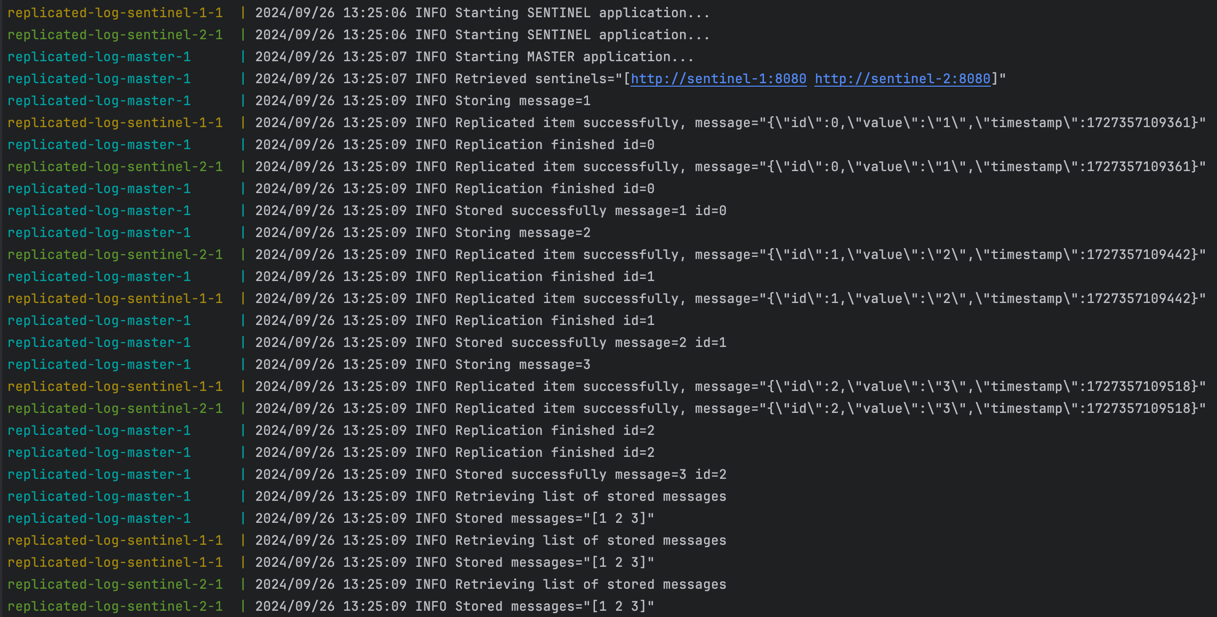 replicated-log-sentinel-1-1  | 2024/09/26 13:25:06 INFO Starting SENTINEL application...
replicated-log-sentinel-2-1  | 2024/09/26 13:25:06 INFO Starting SENTINEL application...
replicated-log-master-1      | 2024/09/26 13:25:07 INFO Starting MASTER application...
replicated-log-master-1      | 2024/09/26 13:25:07 INFO Retrieved sentinels="[http://sentinel-1:8080 http://sentinel-2:8080]"
replicated-log-master-1      | 2024/09/26 13:25:09 INFO Storing message=1
replicated-log-sentinel-1-1  | 2024/09/26 13:25:09 INFO Replicated item successfully, message="{\"id\":0,\"value\":\"1\",\"timestamp\":1727357109361}"
replicated-log-master-1      | 2024/09/26 13:25:09 INFO Replication finished id=0
replicated-log-sentinel-2-1  | 2024/09/26 13:25:09 INFO Replicated item successfully, message="{\"id\":0,\"value\":\"1\",\"timestamp\":1727357109361}"
replicated-log-master-1      | 2024/09/26 13:25:09 INFO Replication finished id=0
replicated-log-master-1      | 2024/09/26 13:25:09 INFO Stored successfully message=1 id=0
replicated-log-master-1      | 2024/09/26 13:25:09 INFO Storing message=2
replicated-log-sentinel-2-1  | 2024/09/26 13:25:09 INFO Replicated item successfully, message="{\"id\":1,\"value\":\"2\",\"timestamp\":1727357109442}"
replicated-log-master-1      | 2024/09/26 13:25:09 INFO Replication finished id=1
replicated-log-sentinel-1-1  | 2024/09/26 13:25:09 INFO Replicated item successfully, message="{\"id\":1,\"value\":\"2\",\"timestamp\":1727357109442}"
replicated-log-master-1      | 2024/09/26 13:25:09 INFO Replication finished id=1
replicated-log-master-1      | 2024/09/26 13:25:09 INFO Stored successfully message=2 id=1
replicated-log-master-1      | 2024/09/26 13:25:09 INFO Storing message=3
replicated-log-sentinel-1-1  | 2024/09/26 13:25:09 INFO Replicated item successfully, message="{\"id\":2,\"value\":\"3\",\"timestamp\":1727357109518}"
replicated-log-sentinel-2-1  | 2024/09/26 13:25:09 INFO Replicated item successfully, message="{\"id\":2,\"value\":\"3\",\"timestamp\":1727357109518}"
replicated-log-master-1      | 2024/09/26 13:25:09 INFO Replication finished id=2
replicated-log-master-1      | 2024/09/26 13:25:09 INFO Replication finished id=2
replicated-log-master-1      | 2024/09/26 13:25:09 INFO Stored successfully message=3 id=2
replicated-log-master-1      | 2024/09/26 13:25:09 INFO Retrieving list of stored messages
replicated-log-master-1      | 2024/09/26 13:25:09 INFO Stored messages="[1 2 3]"
replicated-log-sentinel-1-1  | 2024/09/26 13:25:09 INFO Retrieving list of stored messages
replicated-log-sentinel-1-1  | 2024/09/26 13:25:09 INFO Stored messages="[1 2 3]"
replicated-log-sentinel-2-1  | 2024/09/26 13:25:09 INFO Retrieving list of stored messages
replicated-log-sentinel-2-1  | 2024/09/26 13:25:09 INFO Stored messages="[1 2 3]"